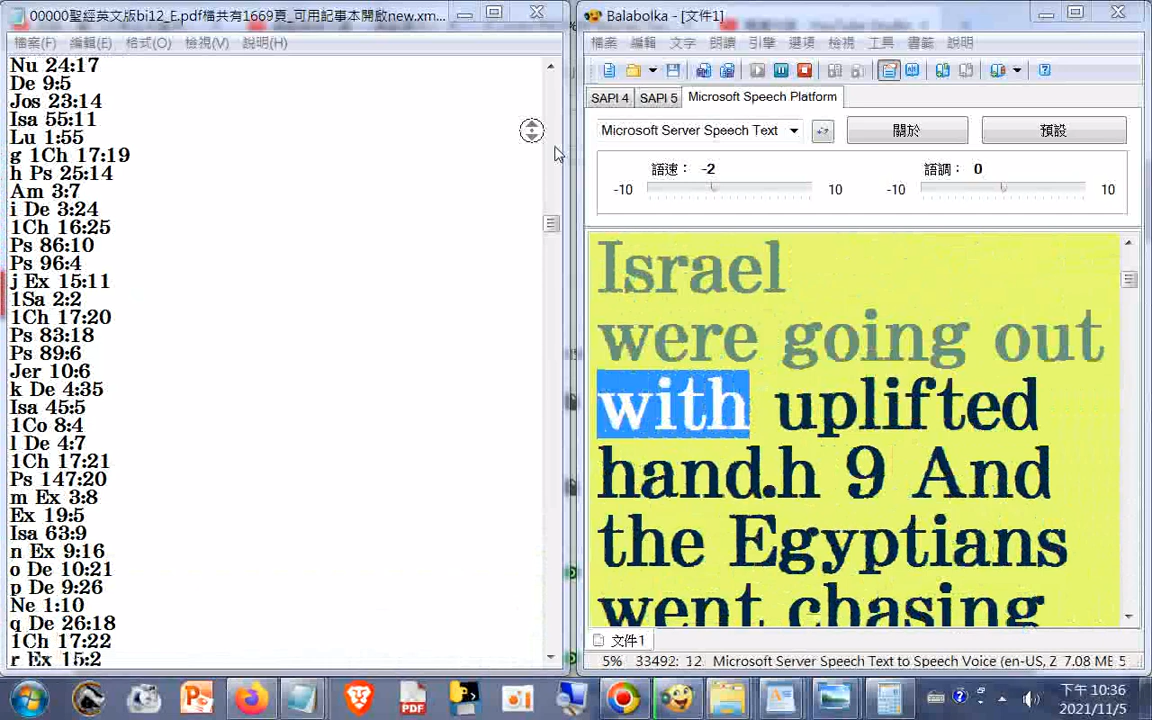 00000聖經英文版bi12_E.pdf檔共有1669頁_可用記事本開啟new.xm...
檔案(F) 編輯(E) 格式(O) 檢視(V) 說明(H)
Nu 24:17
De 9:5
Jos 23:14
Isa 55:11
Lu 1:55
g 1Ch 17:19
h Ps 25:14
Am 3:7
i De 3:24
1Ch 16:25
Ps 86:10
Ps 96:4
j Ex 15:11
1Sa 2:2
1Ch 17:20
Ps 83:18
Ps 89:6
Jer 10:6
k De 4:35
Isa 45:5
1Co 8:4
l De 4:7
1Ch 17:21
Ps 147:20
m Ex 3:8
Ex 19:5
Isa 63:9
n Ex 9:16
o De 10:21
p De 9:26
Ne 1:10
q De 26:18
1Ch 17:22
r Ex 15:2
Balabolka - [文件1]
檔案 編輯 文字 朗讀 引擎 選項 檢視 工具 書籤 說明
SAPI 4 SAPI 5 Microsoft Speech Platform
Microsoft Server Speech Text 關於 預設
語速： -2 語調： 0
-10 10 -10 10
Israel
were going out
with uplifted
hand.h 9 And
the Egyptians
went chasing
文件1
5% 33492: 12 Microsoft Server Speech Text to Speech Voice (en-US, Z 7.08 MB 5
下午 10:36
2021/11/5